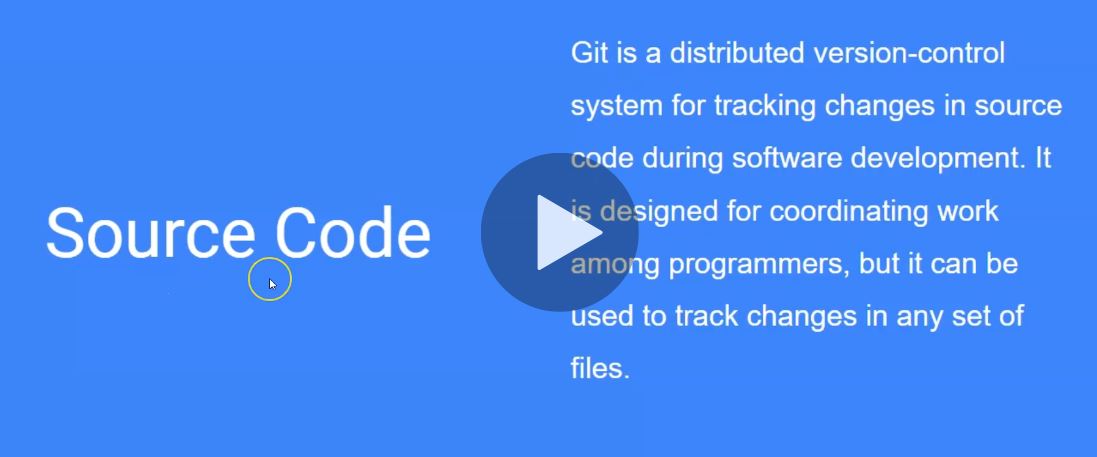 Source Code
Git is a distributed version-control
system for tracking changes in source
code during software development. It
is designed for coordinating work
among programmers, but it can be
used to track changes in any set of
files.